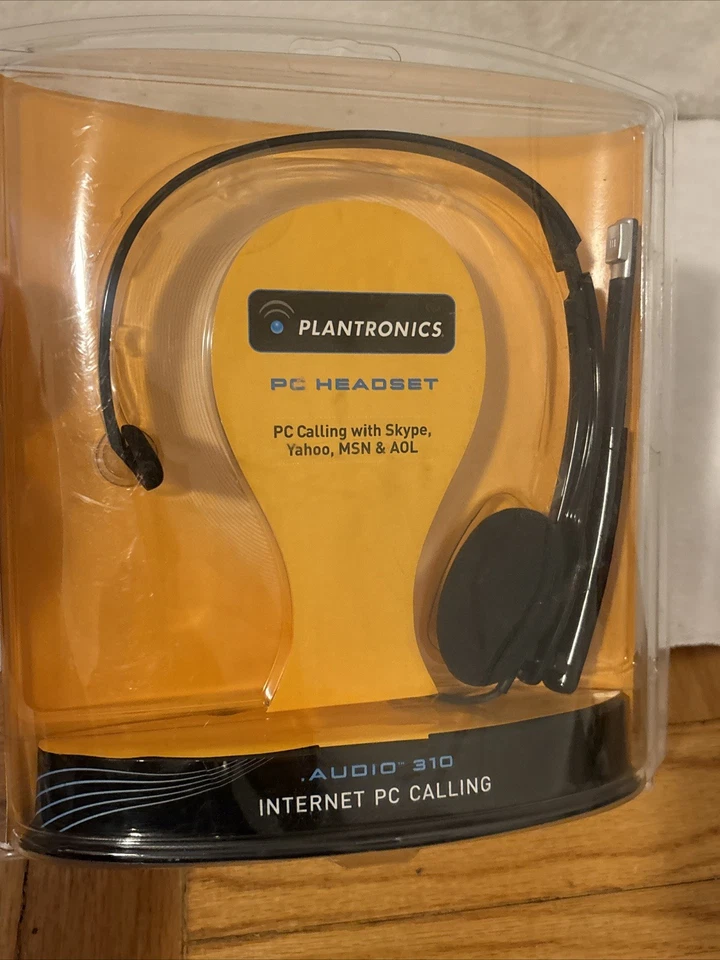 PLANTRONICS
PC HEADSET
PC Calling with Skype,
Yahoo, MSN & AOL
.AUDIO™ 310
INTERNET PC CALLING